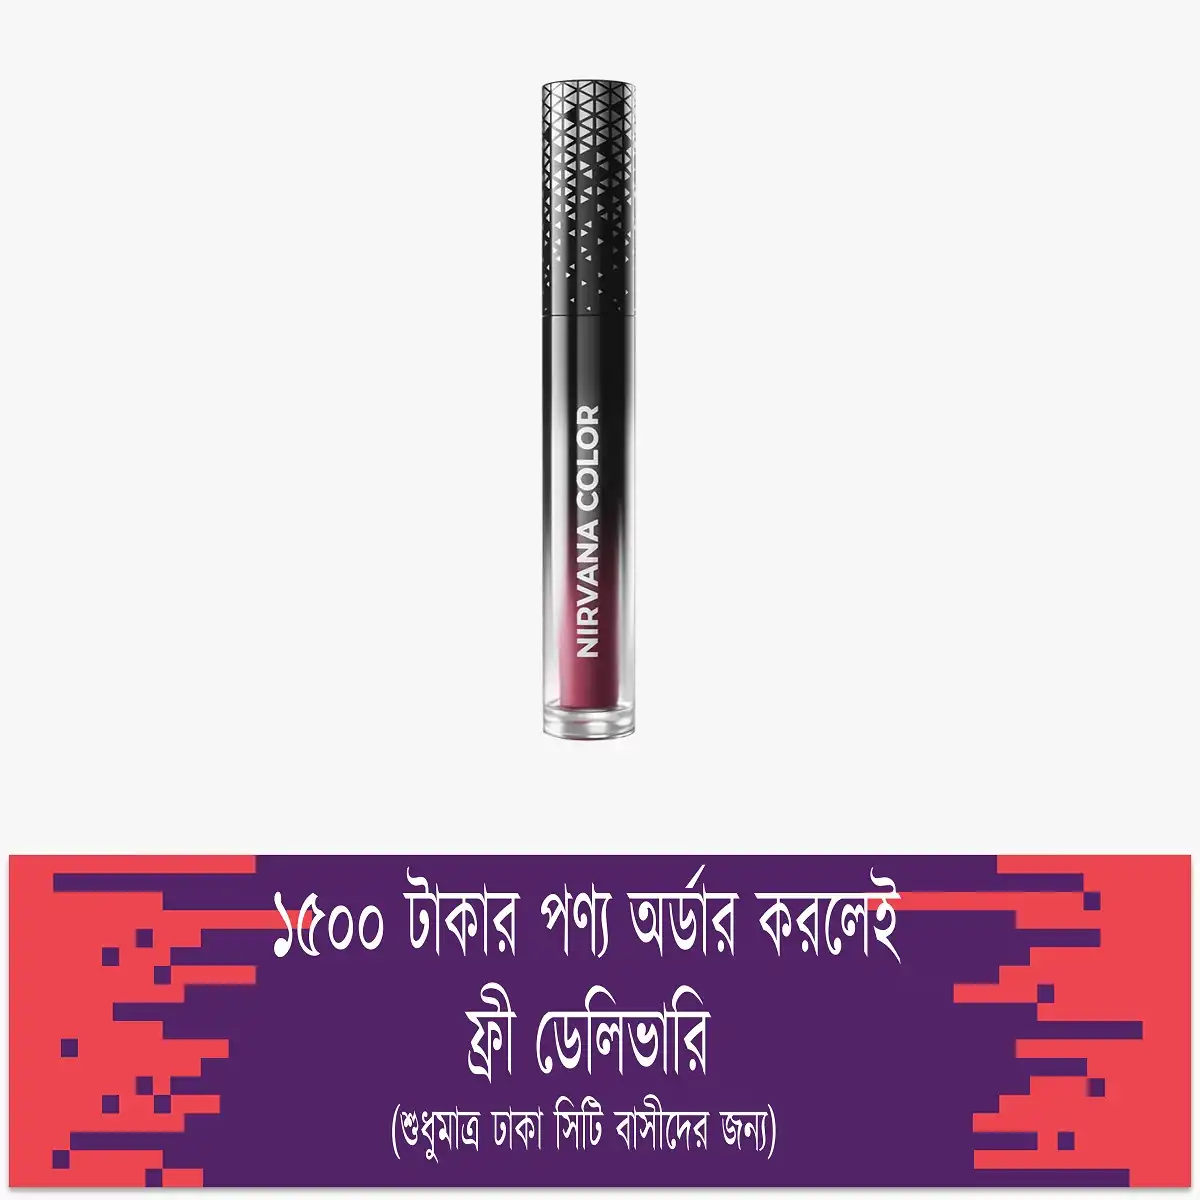 NIRVANA COLOR
১৫০০ টাকার পণ্য অর্ডার করলেই
ফ্রী ডেলিভারি
(শুধুমাত্র ঢাকা সিটি বাসীদের জন্য)